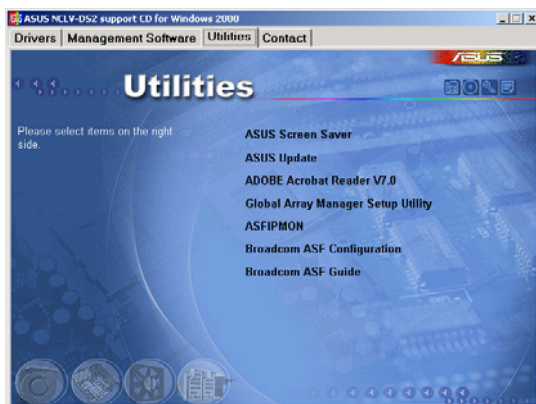 ASUS NCLV-DS2 support CD for Windows 2000
Drivers Management Software Utilities Contact
ASUS
Utilities
Please select items on the right
side.
ASUS Screen Saver
ASUS Update
ADOBE Acrobat Reader V7.0
Global Array Manager Setup Utility
ASFIPMON
Broadcom ASF Configuration
Broadcom ASF Guide